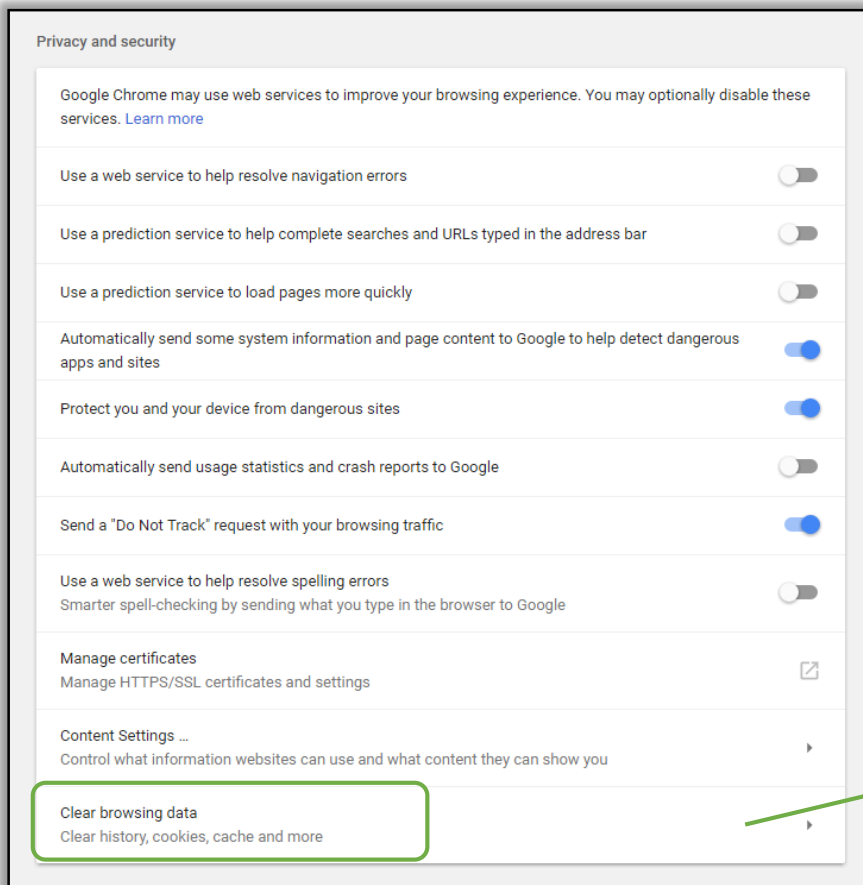 Privacy and security
Google Chrome may use web services to improve your browsing experience. You may optionally disable these
services. Learn more
Use a web service to help resolve navigation errors
Use a prediction service to help complete searches and URLs typed in the address bar
Use a prediction service to load pages more quickly
Automatically send some system information and page content to Google to help detect dangerous
apps and sites
Protect you and your device from dangerous sites
Automatically send usage statistics and crash reports to Google
Send a "Do Not Track" request with your browsing traffic
Use a web service to help resolve spelling errors
Smarter spell-checking by sending what you type in the browser to Google
Manage certificates
Manage HTTPS/SSL certificates and settings
Content Settings ...
Control what information websites can use and what content they can show you
Clear browsing data
Clear history, cookies, cache and more